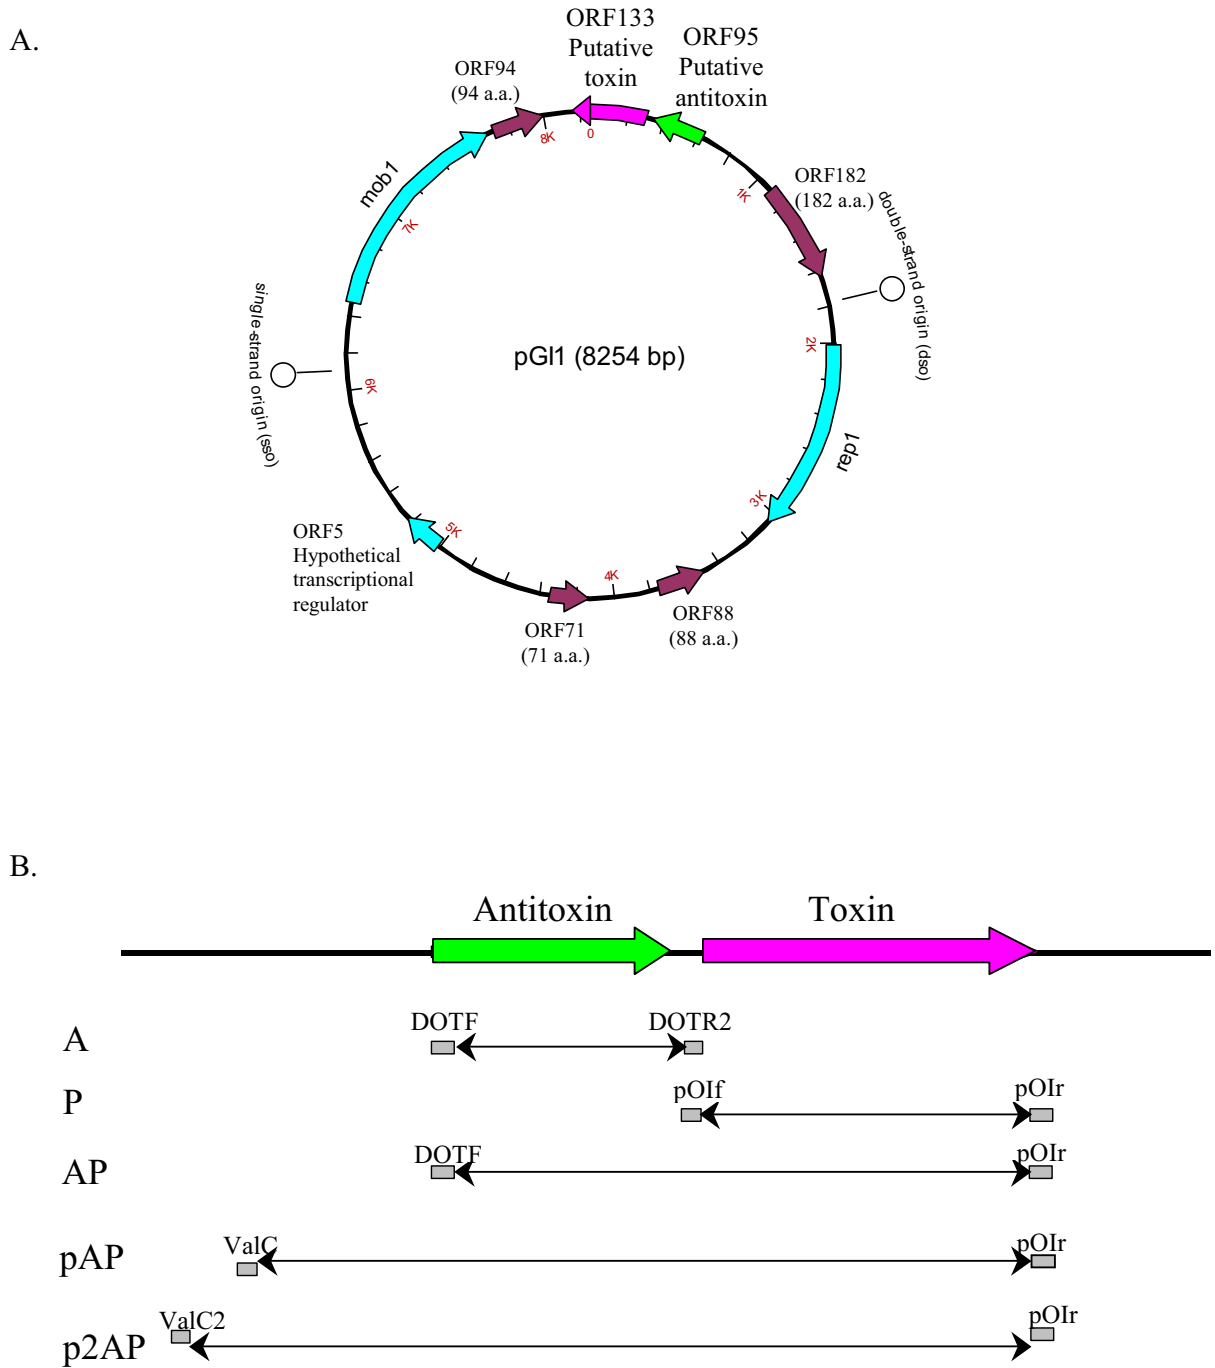 A.
ORF133
Putative
toxin
ORF95
Putative
antitoxin
ORF94
(94 a.a.)
8K
0
mob1
1K
ORF182
(182 a.a.)
7K
double-strand origin (dso)
single-strand origin (sso)
pGI1 (8254 bp)
2K
6K
rep1
3K
ORF5
Hypothetical
transcriptional
regulator
5K
4K
ORF71
(71 a.a.)
ORF88
(88 a.a.)
B.
Antitoxin Toxin
DOTF DOTR2
A
pOIf pOIr
P
DOTF pOIr
AP
ValC pOIr
pAP
ValC2 pOIr
p2AP